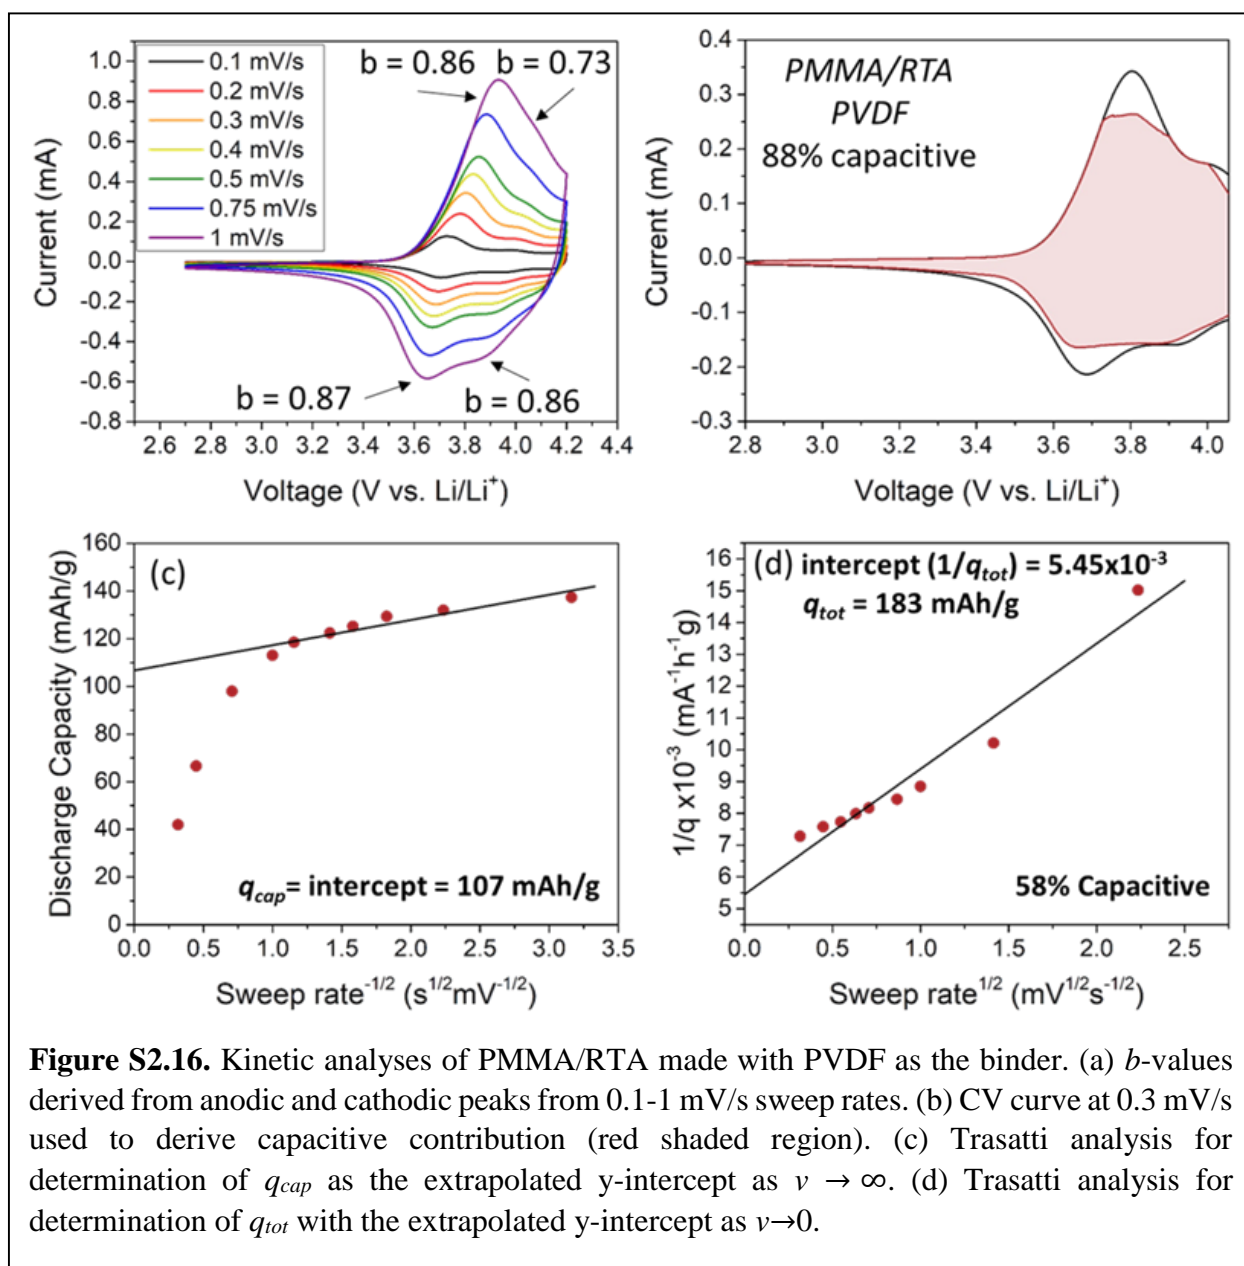 1.0
0.8
0.6
0.4
0.2
0.0
-0.2
-0.4
-0.6
-0.8
Current (mA)
0.1 mV/s
0.2 mV/s
0.3 mV/s
0.4 mV/s
0.5 mV/s
0.75 mV/s
1 mV/s
b = 0.86
b = 0.73
b = 0.87
b = 0.86
2.5 3.0 3.2 3.4 3.6 3.8 4.0 4.2 4.4
Voltage (V vs. Li/Li⁺)
0.4
0.3
0.2
0.1
0.0
-0.1
-0.2
-0.3
Current (mA)
PMMA/RTA
PVDF
88% capacitive
2.8 3.0 3.2 3.4 3.6 3.8 4.0
Voltage (V vs. Li/Li⁺)
160
140
120
100
80
60
40
20
0
Discharge Capacity (mAh/g)
(c)
q_cap= intercept = 107 mAh/g
0.0 0.5 1.0 1.5 2.0 2.5 3.0 3.5
Sweep rate^-1/2 (s^1/2mV^-1/2)
16
15
14
13
12
11
10
9
8
7
6
5
1/q x10⁻³ (mA⁻¹h⁻¹g)
(d) intercept (1/q_tot) = 5.45x10⁻³
q_tot = 183 mAh/g
58% Capacitive
0.0 0.5 1.0 1.5 2.0 2.5
Sweep rate^1/2 (mV^1/2s^-1/2)
Figure S2.16. Kinetic analyses of PMMA/RTA made with PVDF as the binder. (a) b-values
derived from anodic and cathodic peaks from 0.1-1 mV/s sweep rates. (b) CV curve at 0.3 mV/s
used to derive capacitive contribution (red shaded region). (c) Trasatti analysis for
determination of q_cap as the extrapolated y-intercept as v → ∞. (d) Trasatti analysis for
determination of q_tot with the extrapolated y-intercept as v→0.